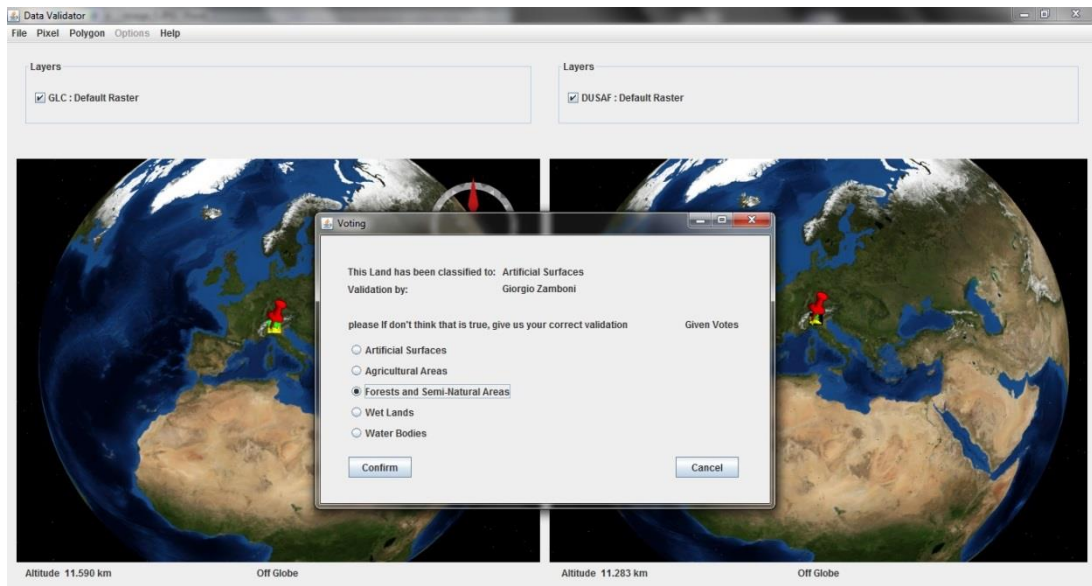 Data Validator
File Pixel Polygon Options Help
Layers
GLC : Default Raster
Layers
DUSAF : Default Raster
Voting
This Land has been classified to: Artificial Surfaces
Validation by: Giorgio Zamboni
please If don't think that is true, give us your correct validation Given Votes
Artificial Surfaces
Agricultural Areas
Forests and Semi-Natural Areas
Wet Lands
Water Bodies
Confirm Cancel
Altitude 11.590 km Off Globe
Altitude 11.283 km Off Globe